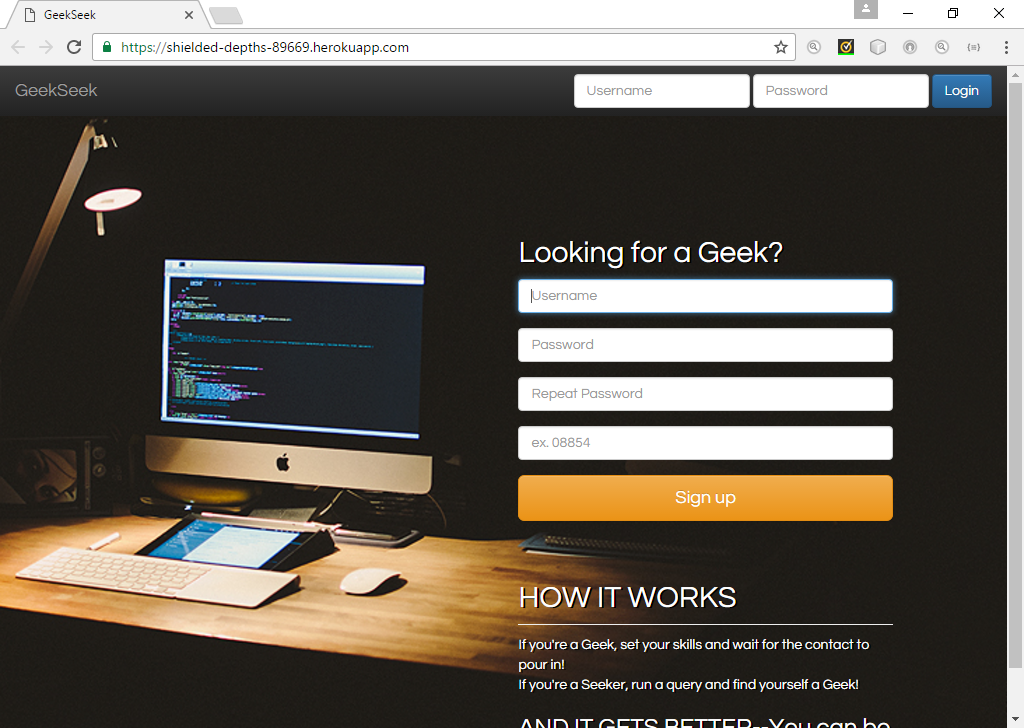 GeekSeek
https://shielded-depths-89669.herokuapp.com
GeekSeek
Username
Password
Login
Looking for a Geek?
Username
Password
Repeat Password
ex. 08854
Sign up
HOW IT WORKS
If you're a Geek, set your skills and wait for the contact to
pour in!
If you're a Seeker, run a query and find yourself a Geek!
AND IT GETS BETTER--You can be